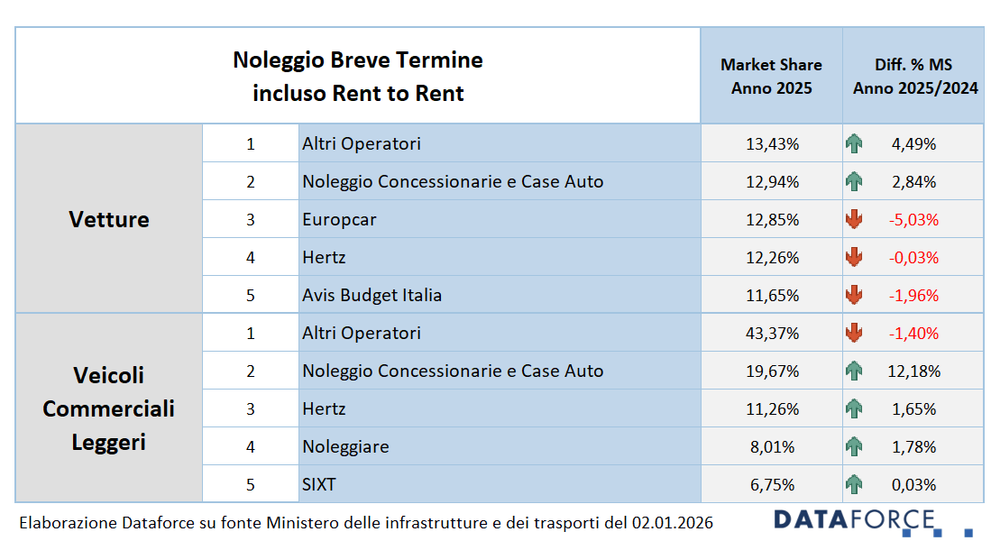 Noleggio Breve Termine
incluso Rent to Rent
Market Share
Anno 2025
Diff. % MS
Anno 2025/2024
Vetture
1 Altri Operatori 13,43% 4,49%
2 Noleggio Concessionarie e Case Auto 12,94% 2,84%
3 Europcar 12,85% -5,03%
4 Hertz 12,26% -0,03%
5 Avis Budget Italia 11,65% -1,96%
Veicoli
Commerciali
Leggeri
1 Altri Operatori 43,37% -1,40%
2 Noleggio Concessionarie e Case Auto 19,67% 12,18%
3 Hertz 11,26% 1,65%
4 Noleggiare 8,01% 1,78%
5 SIXT 6,75% 0,03%
Elaborazione Dataforce su fonte Ministero delle infrastrutture e dei trasporti del 02.01.2026
DATAFORCE